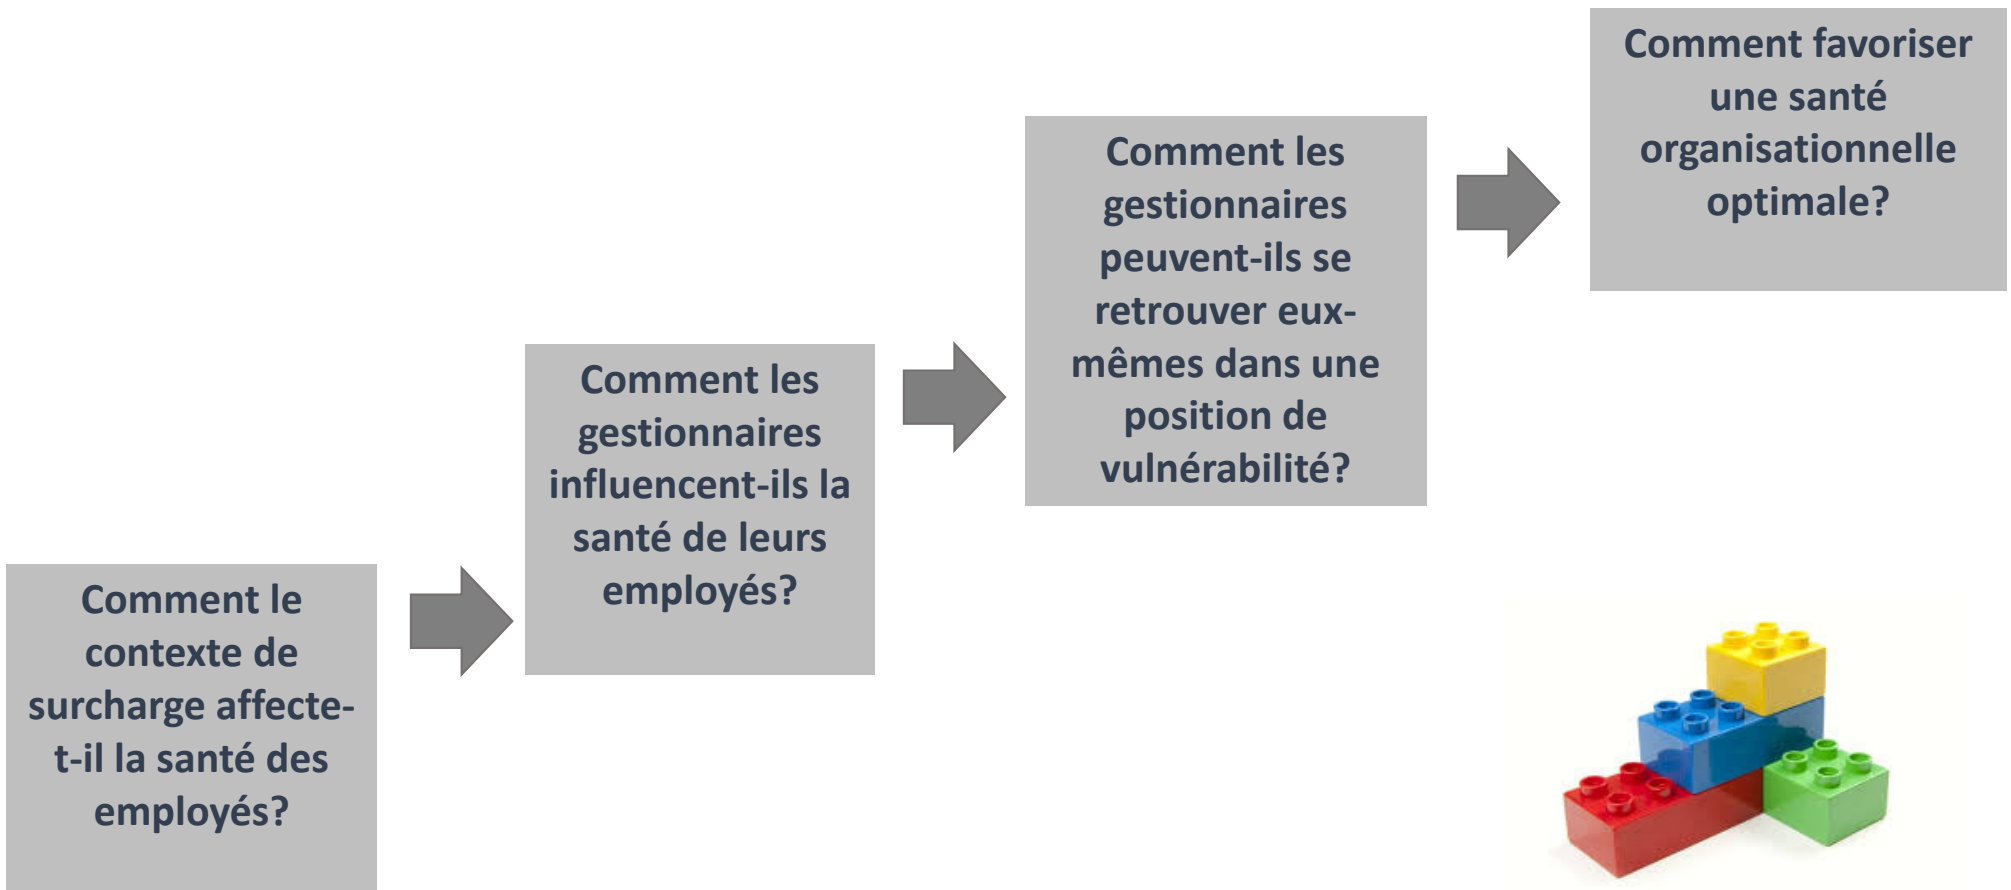 Comment le
contexte de
surcharge affecte-
t-il la santé des
employés?
Comment les
gestionnaires
influencent-ils la
santé de leurs
employés?
Comment les
gestionnaires
peuvent-ils se
retrouver eux-
mêmes dans une
position de
vulnérabilité?
Comment favoriser
une santé
organisationnelle
optimale?